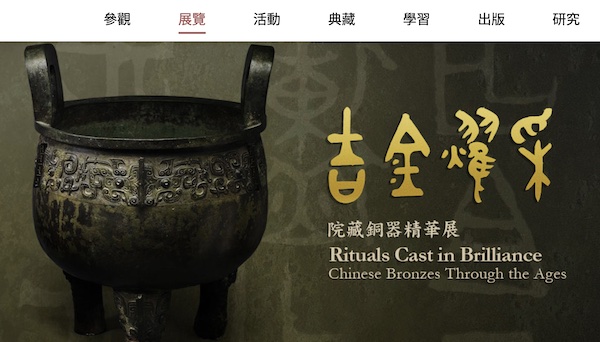 參觀 展覽 活動 典藏 學習 出版 研究
吉金耀采
院藏銅器精華展
Rituals Cast in Brilliance
Chinese Bronzes Through the Ages